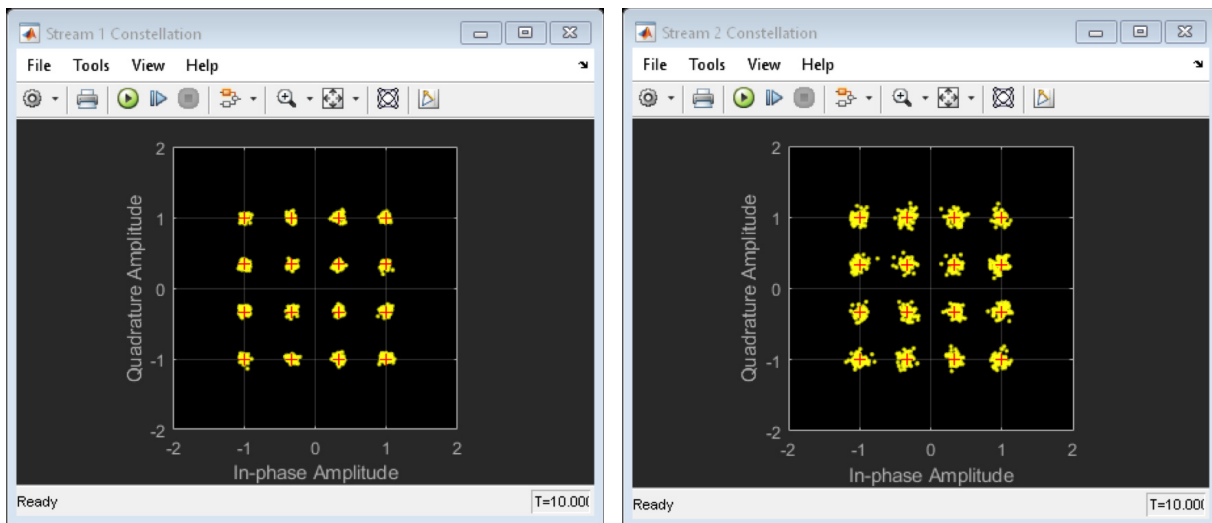 Stream 1 Constellation
File Tools View Help
2
1
0
-1
-2
Quadrature Amplitude
-2 -1 0 1 2
In-phase Amplitude
Ready T=10.00(
Stream 2 Constellation
File Tools View Help
2
1
0
-1
-2
Quadrature Amplitude
-2 -1 0 1 2
In-phase Amplitude
Ready T=10.00(